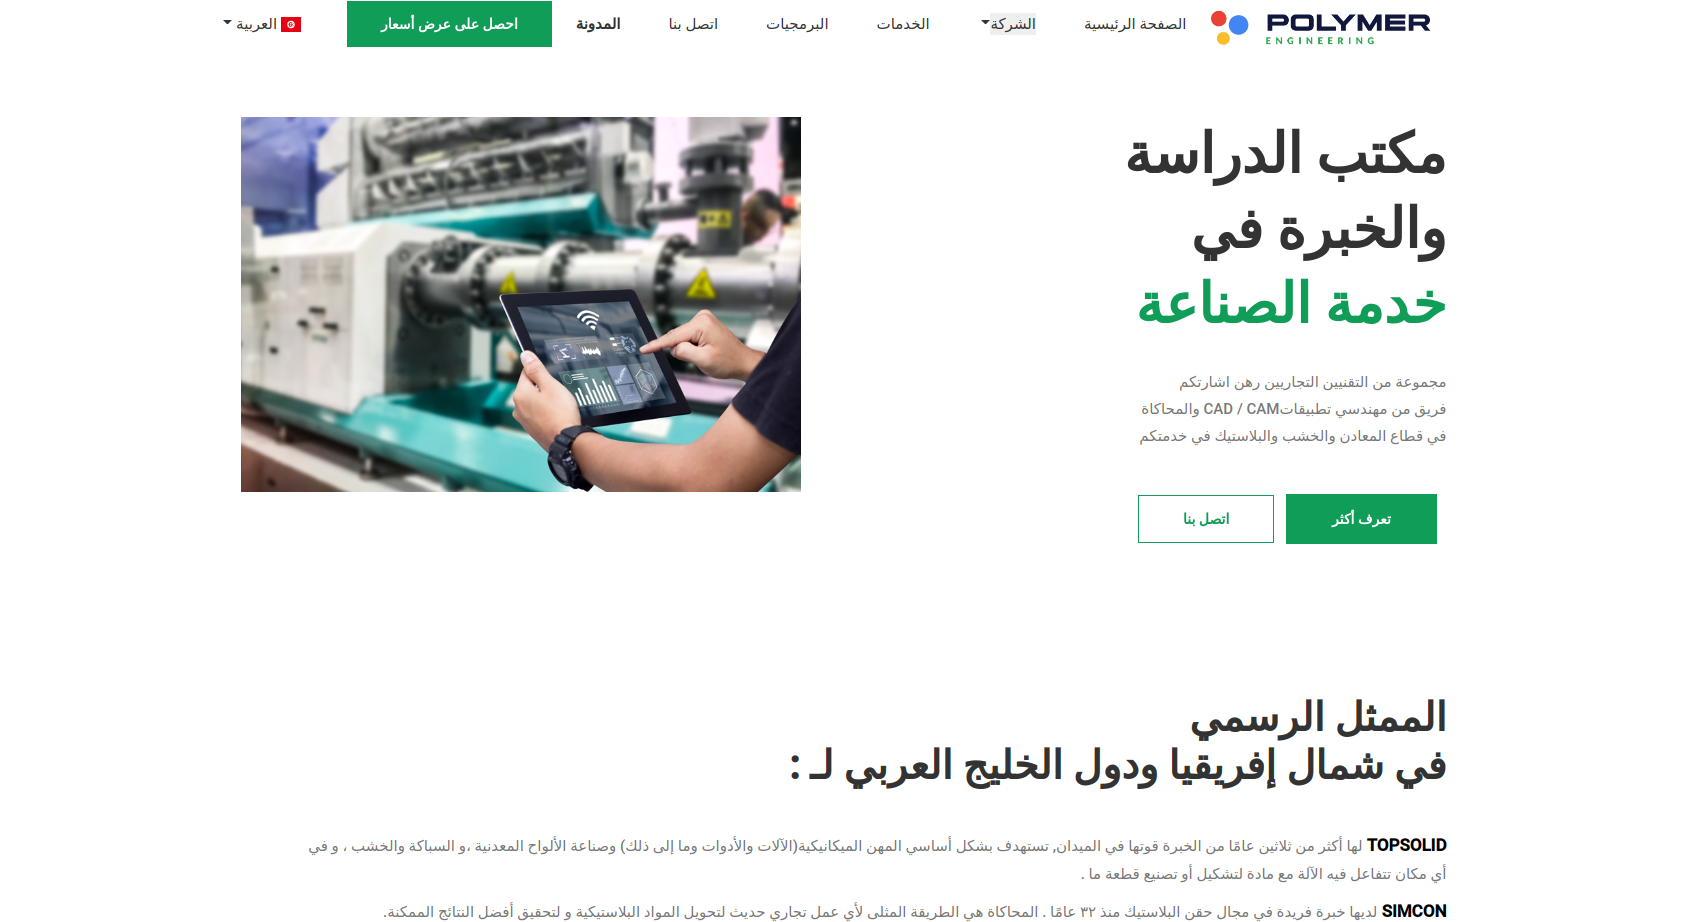 POLYMER
ENGINEERING
الصفحة الرئيسية
الشركة
الخدمات
البرمجيات
اتصل بنا
المدونة
احصل على عرض أسعار
العربية
مكتب الدراسة
والخبرة في
خدمة الصناعة
مجموعة من التقنيين التجاريين رهن اشارتكم
فريق من مهندسي تطبيقاتCAD / CAM والمحاكاة
في قطاع المعادن والخشب والبلاستيك في خدمتكم
تعرف أكثر
اتصل بنا
الممثل الرسمي
في شمال إفريقيا ودول الخليج العربي لـ :
TOPSOLID لها أكثر من ثلاثين عامًا من الخبرة قوتها في الميدان, تستهدف بشكل أساسي المهن الميكانيكية(الآلات والأدوات وما إلى ذلك) وصناعة الألواح المعدنية ،و السباكة والخشب ، و في
أي مكان تتفاعل فيه الآلة مع مادة لتشكيل أو تصنيع قطعة ما .
SIMCON لديها خبرة فريدة في مجال حقن البلاستيك منذ ٣٢ عامًا . المحاكاة هي الطريقة المثلى لأي عمل تجاري حديث لتحويل المواد البلاستيكية و لتحقيق أفضل النتائج الممكنة.